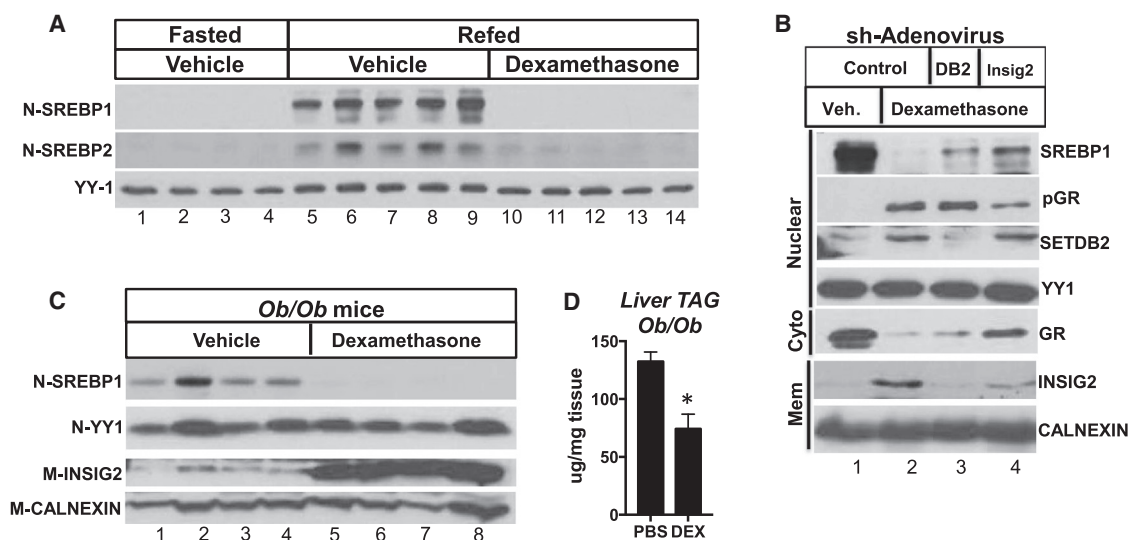 A
Fasted Refed
Vehicle Vehicle Dexamethasone
N-SREBP1
N-SREBP2
YY-1
1 2 3 4 5 6 7 8 9 10 11 12 13 14
B
sh-Adenovirus
Control DB2 Insig2
Veh. Dexamethasone
Nuclear
SREBP1
pGR
SETDB2
YY1
Cyto
GR
Mem
INSIG2
CALNEXIN
1 2 3 4
C
Ob/Ob mice
Vehicle Dexamethasone
N-SREBP1
N-YY1
M-INSIG2
M-CALNEXIN
1 2 3 4 5 6 7 8
D
Liver TAG
Ob/Ob
ug/mg tissue
150
100
50
0
*
PBS DEX